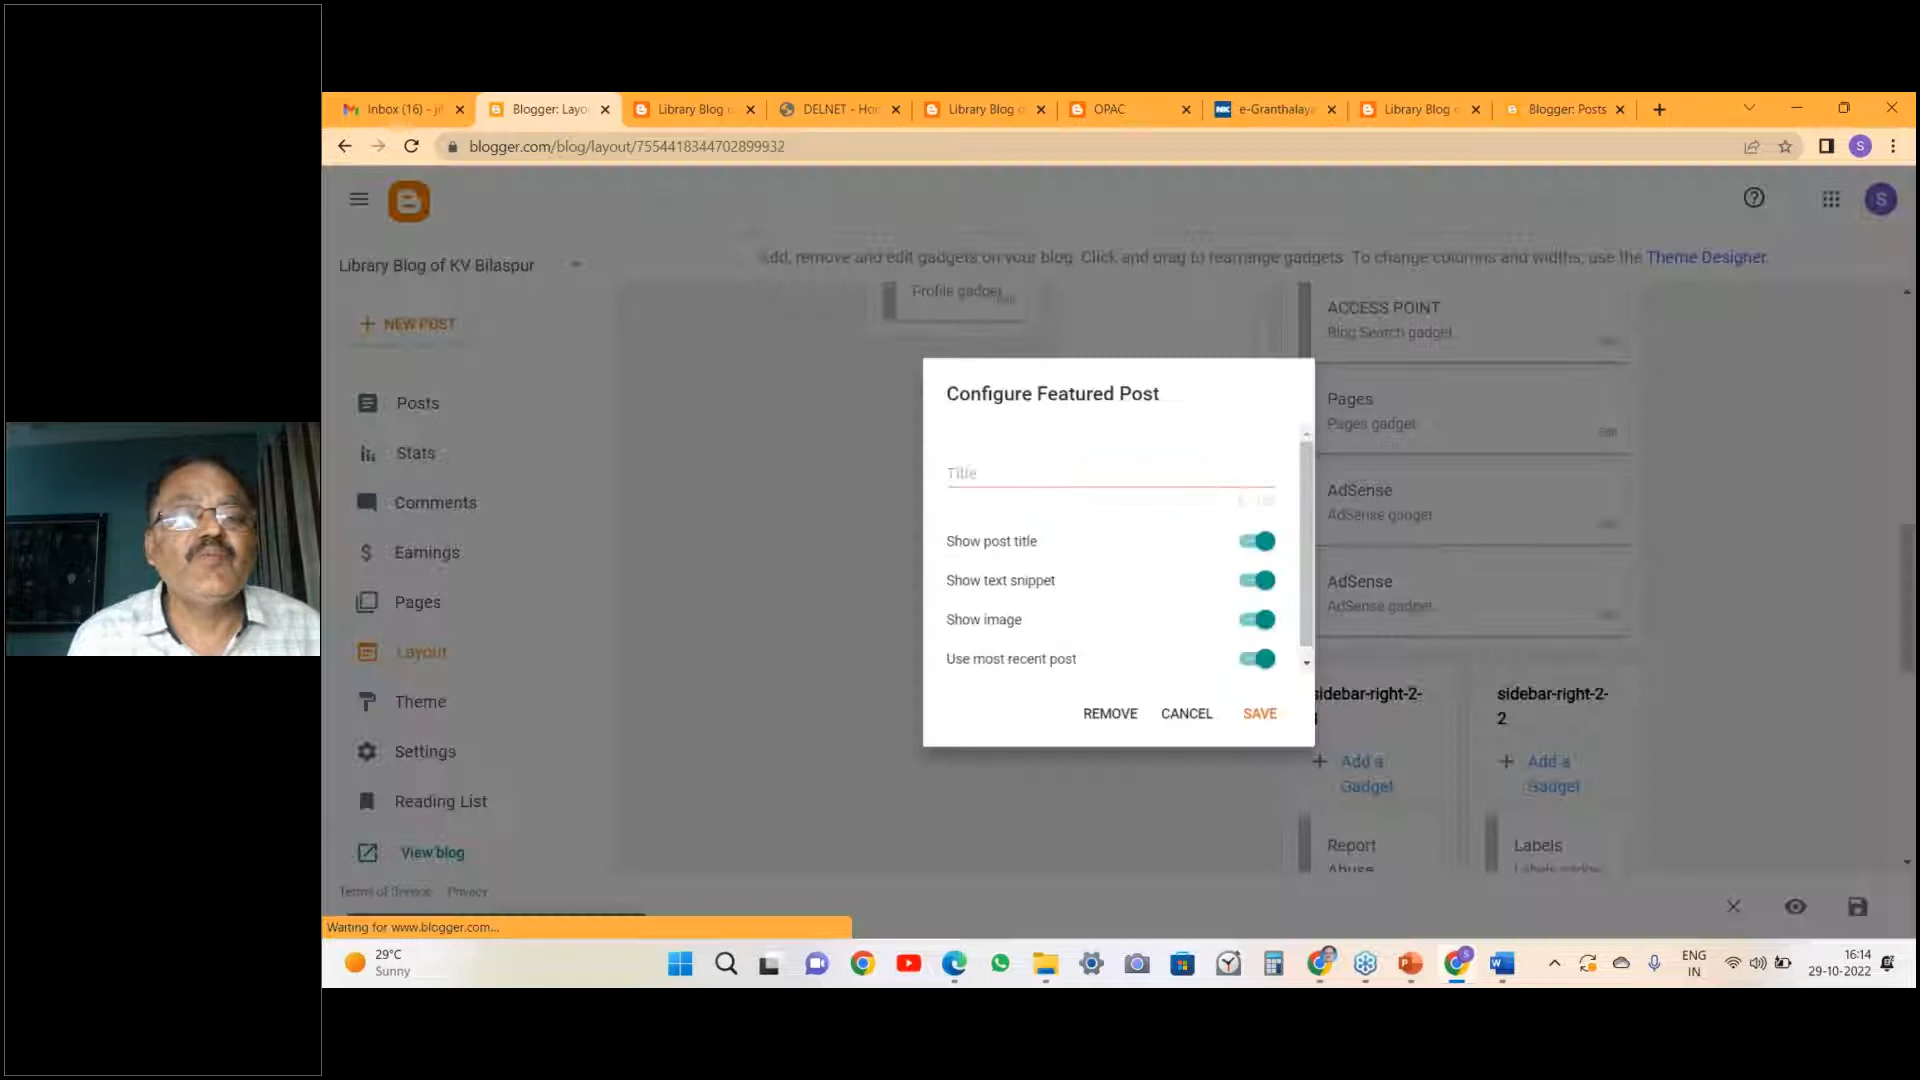 Inbox (16) - ji
Blogger: Layo
Library Blog o
DELNET - Ho
Library Blog o
OPAC
e-Granthalaya
Library Blog o
Blogger: Posts
blogger.com/blog/layout/7554418344702899932
S
S
Library Blog of KV Bilaspur
Add, remove and edit gadgets on your blog. Click and drag to rearrange gadgets. To change columns and widths, use the Theme Designer.
NEW POST
Posts
Stats
Comments
Earnings
Pages
Layout
Theme
Settings
Reading List
View blog
Terms of Service Privacy
Profile gadget
Configure Featured Post
Title
Show post title
Show text snippet
Show image
Use most recent post
REMOVE CANCEL SAVE
ACCESS POINT
Blog Search gadget
Pages
Pages gadget
Edit
AdSense
AdSense gadget
AdSense
AdSense gadget
sidebar-right-2-
sidebar-right-2-
2
Add a
Gadget
Add a
Gadget
Report
Abuse
Labels
Labels gadget
Waiting for www.blogger.com...
29°C
Sunny
ENG
IN
16:14
29-10-2022